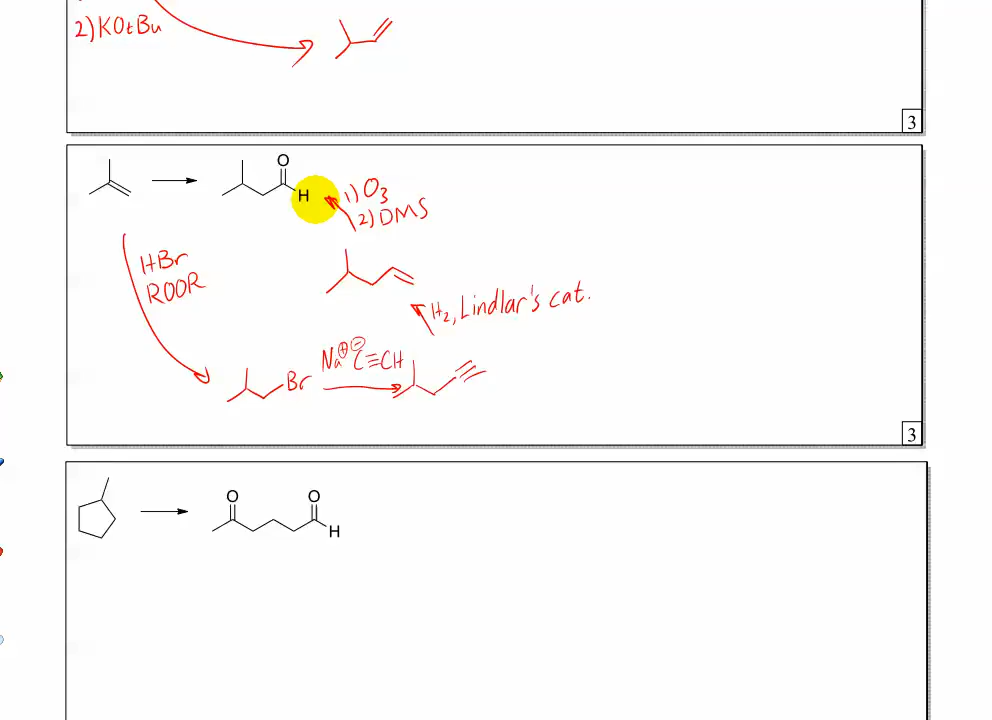 2)KOtBu
3
O
H
1)O3
2)DMS
HBr
ROOR
H2, Lindlar's cat.
Na⊕ ⊖C≡CH
Br
3
O O
H